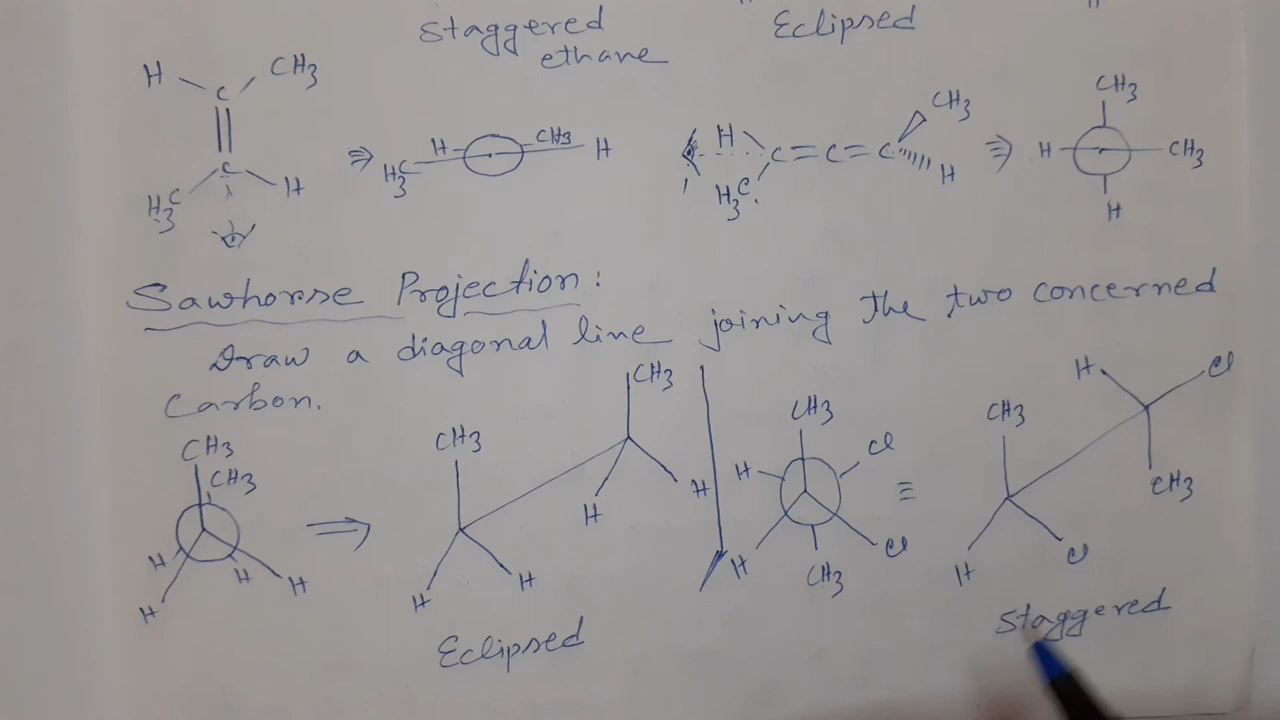 Staggered Eclipsed
ethane
H CH3 CH3 CH3
C H CH3 H H C=C=C H CH3
C H3C H3C H H
H3C H
Sawhorse Projection:
Draw a diagonal line joining the two concerned
Carbon.
CH3 H Cl
CH3 CH3 CH3 CH3
CH3 H Cl
H H ≡ CH3
H H H H Cl Cl
H H H CH3 H
Staggered
Eclipsed